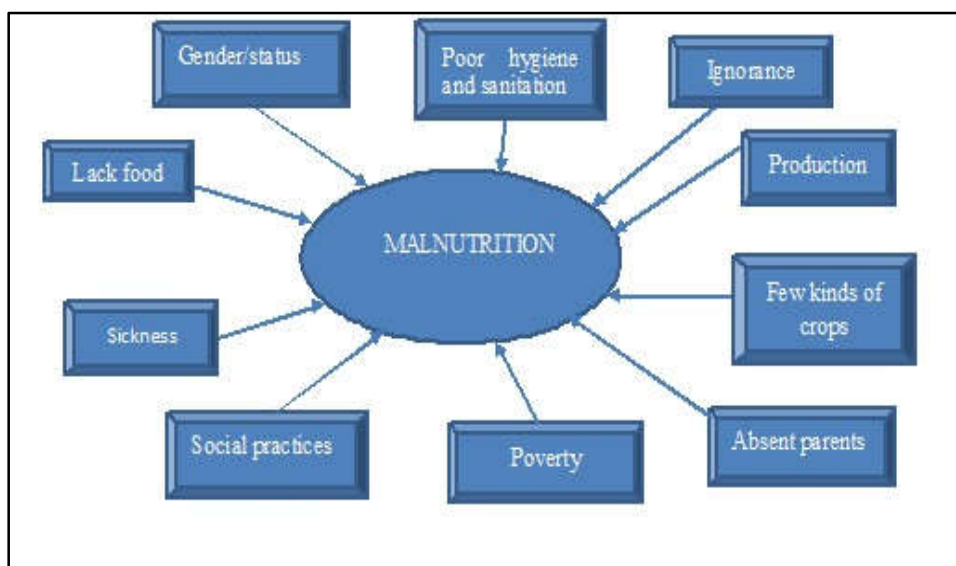 Gender/status
Poor hygiene
and sanitation
Ignorance
Lack food
Production
MALNUTRITION
Few kinds of
crops
Sickness
Social practices
Poverty
Absent parents